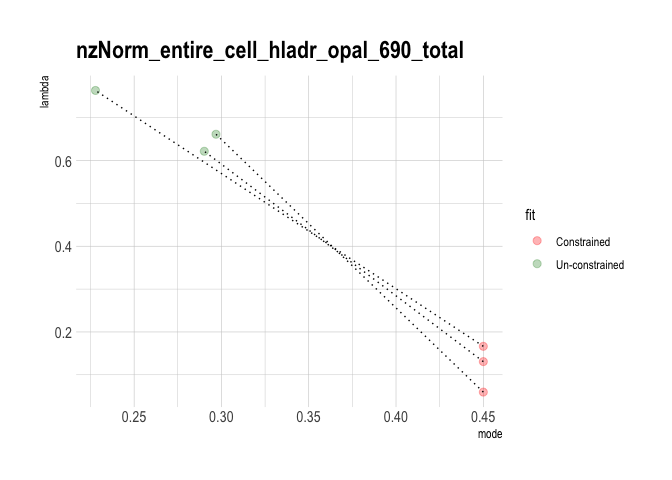 nzNorm_entire_cell_hladr_opal_690_total
lambda
0.6
0.4
0.2
0.25 0.30 0.35 0.40 0.45
mode
fit
Constrained
Un-constrained